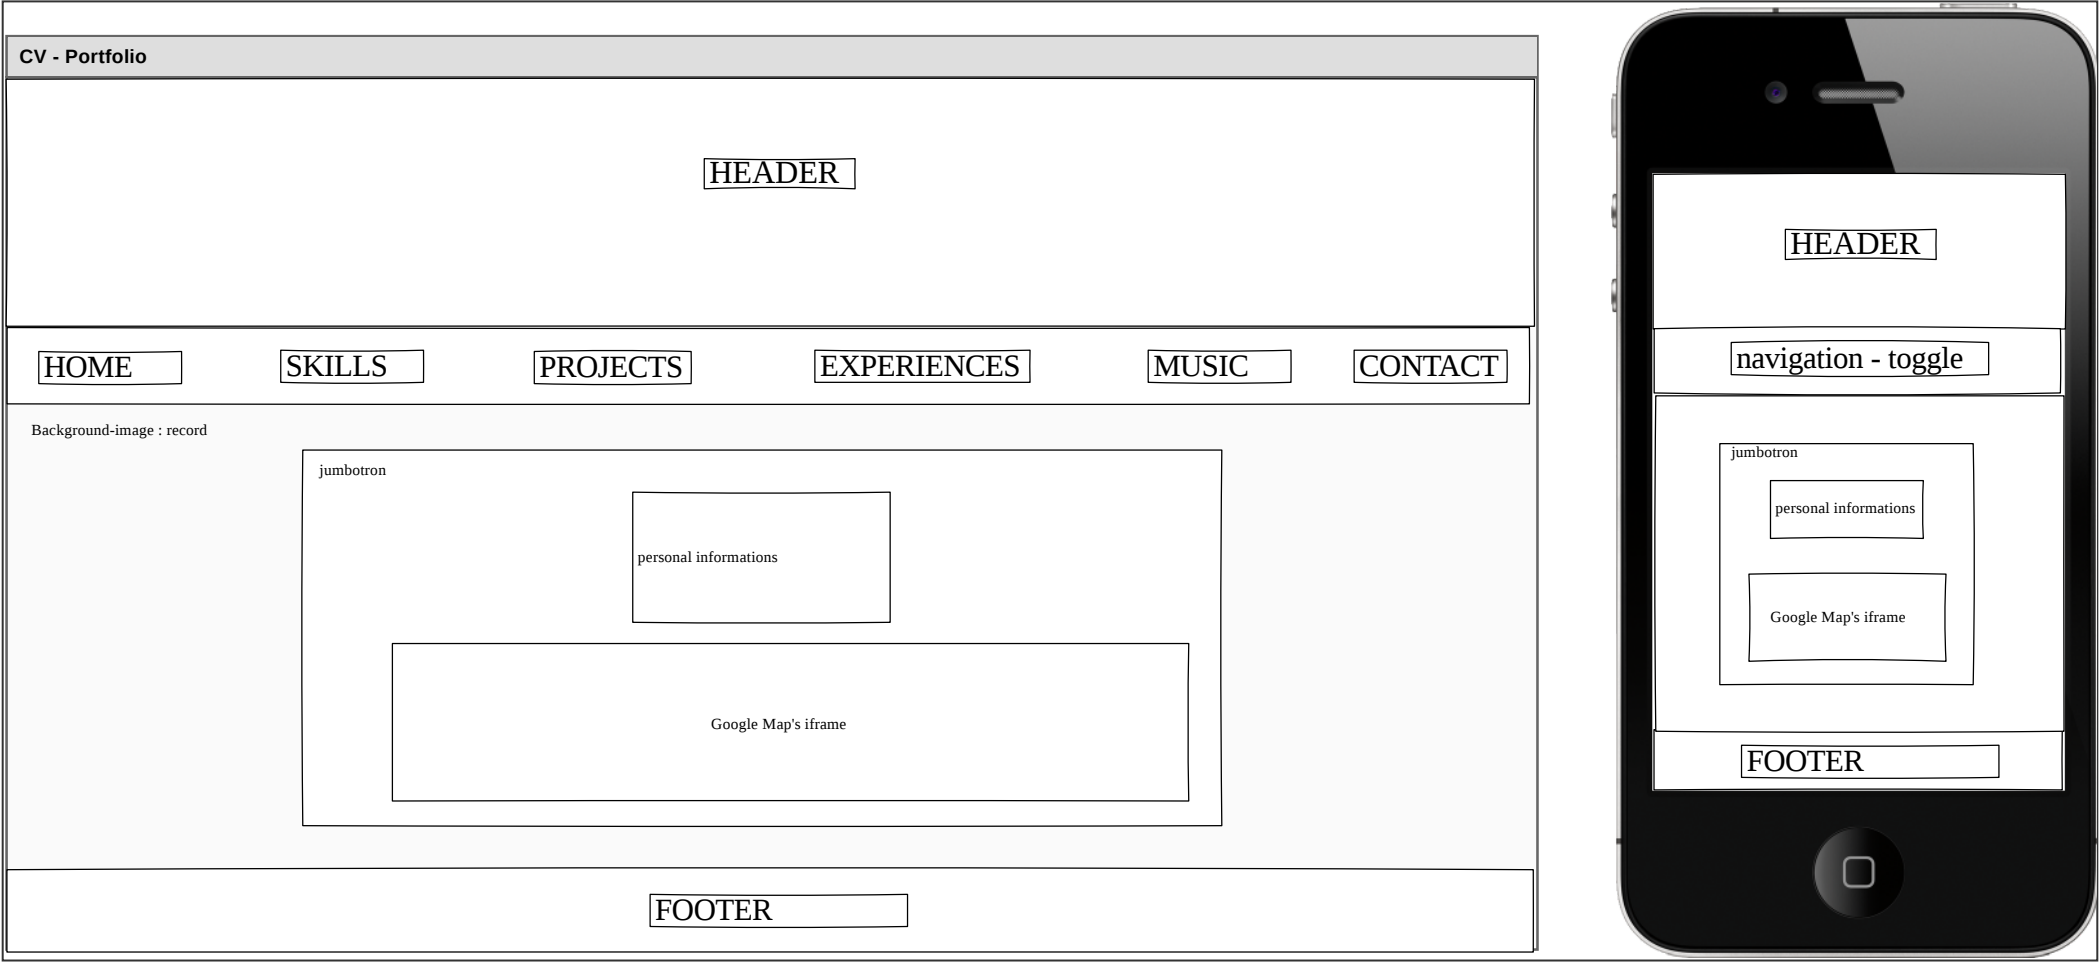 CV - Portfolio
HEADER
HOME
SKILLS
PROJECTS
EXPERIENCES
MUSIC
CONTACT
Background-image : record
jumbotron
personal informations
Google Map's iframe
FOOTER
HEADER
navigation - toggle
jumbotron
personal informations
Google Map's iframe
FOOTER